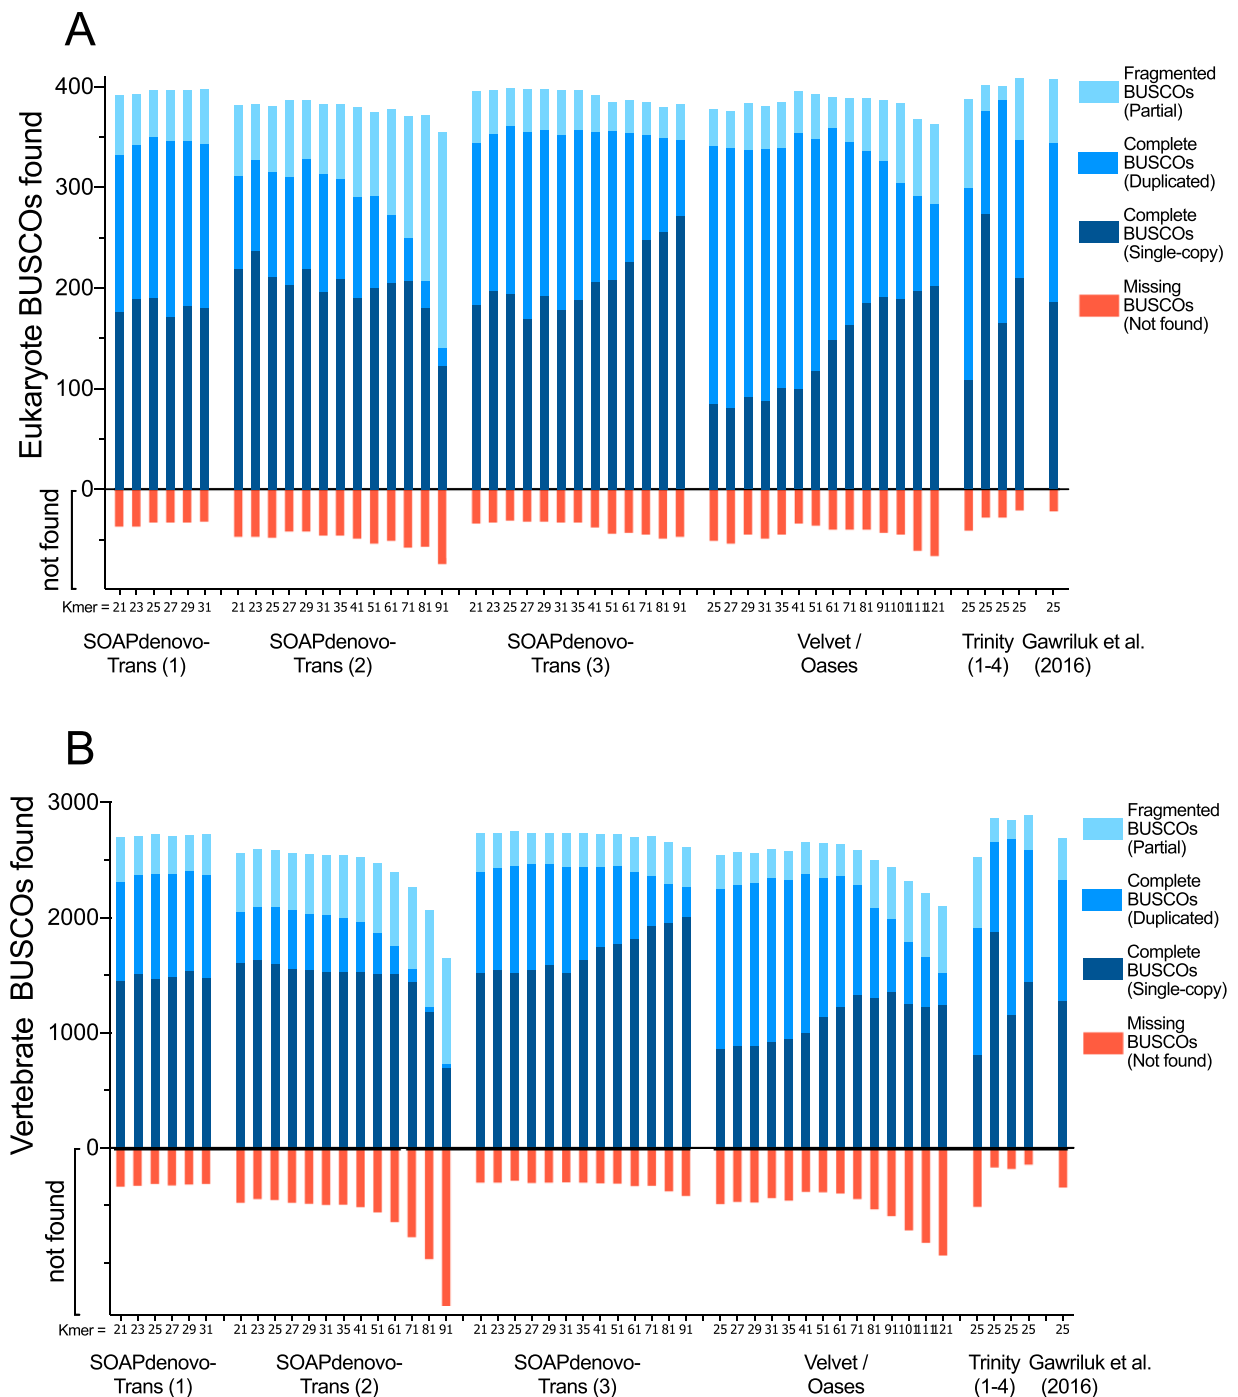 A
Eukaryote BUSCOs found
not found
400
300
200
100
0
Fragmented
BUSCOs
(Partial)
Complete
BUSCOs
(Duplicated)
Complete
BUSCOs
(Single-copy)
Missing
BUSCOs
(Not found)
Kmer = 21 23 25 27 29 31 21 23 25 27 29 31 35 41 51 61 71 81 91 21 23 25 27 29 31 35 41 51 61 71 81 91 25 27 29 31 35 41 51 61 71 81 91 101 111 121 25 25 25 25 25
SOAPdenovo-
Trans (1)
SOAPdenovo-
Trans (2)
SOAPdenovo-
Trans (3)
Velvet /
Oases
Trinity
(1-4)
Gawriluk et al.
(2016)
B
Vertebrate BUSCOs found
not found
3000
2000
1000
0
Fragmented
BUSCOs
(Partial)
Complete
BUSCOs
(Duplicated)
Complete
BUSCOs
(Single-copy)
Missing
BUSCOs
(Not found)
Kmer = 21 23 25 27 29 31 21 23 25 27 29 31 35 41 51 61 71 81 91 21 23 25 27 29 31 35 41 51 61 71 81 91 25 27 29 31 35 41 51 61 71 81 91 101 111 121 25 25 25 25 25
SOAPdenovo-
Trans (1)
SOAPdenovo-
Trans (2)
SOAPdenovo-
Trans (3)
Velvet /
Oases
Trinity
(1-4)
Gawriluk et al.
(2016)